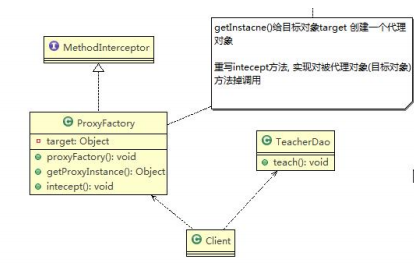 getInstacne()给目标对象target 创建一个代理
对象
重写intecept方法, 实现对被代理对象(目标对象)
方法掉调用
I MethodInterceptor
C ProxyFactory
target: Object
proxyFactory(): void
getProxyInstance(): Object
intecept(): void
C TeacherDao
teach(): void
C Client